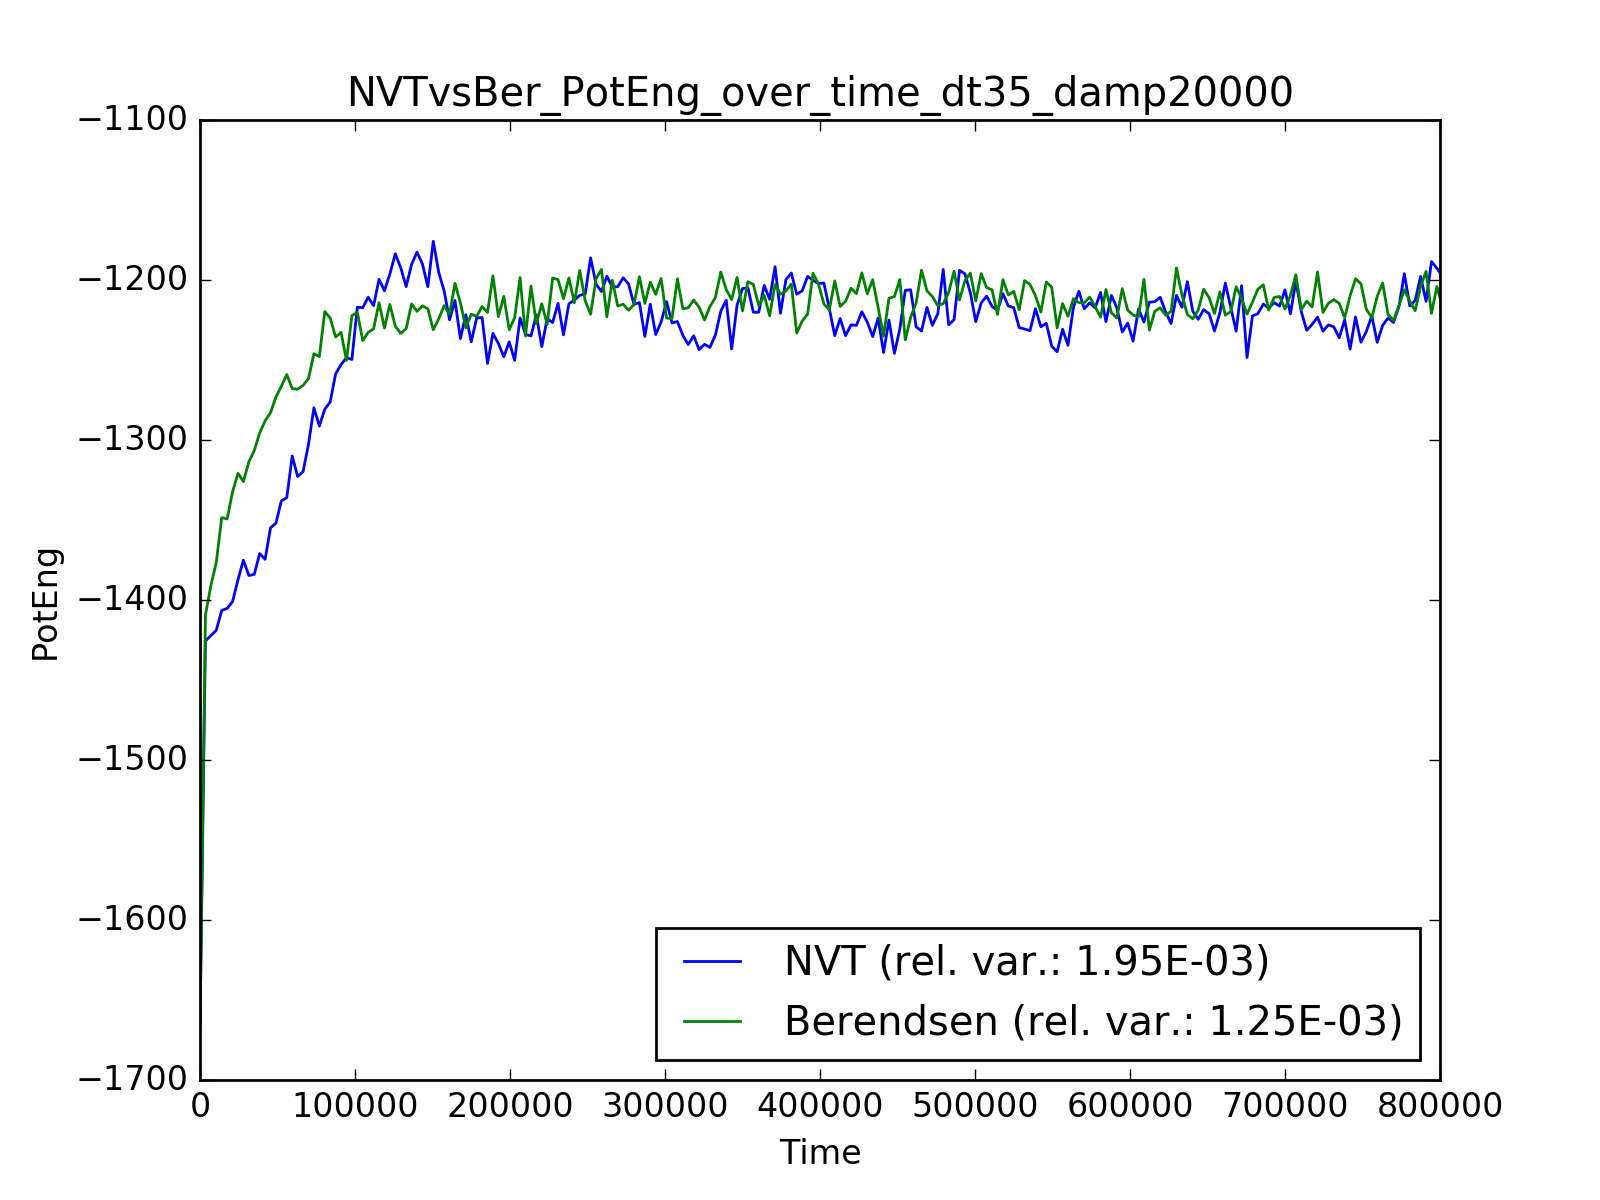 NVTvsBer_PotEng_over_time_dt35_damp20000
−1100
−1200
−1300
−1400
−1500
−1600
−1700
PotEng
NVT (rel. var.: 1.95E-03)
Berendsen (rel. var.: 1.25E-03)
0 100000 200000 300000 400000 500000 600000 700000 800000
Time